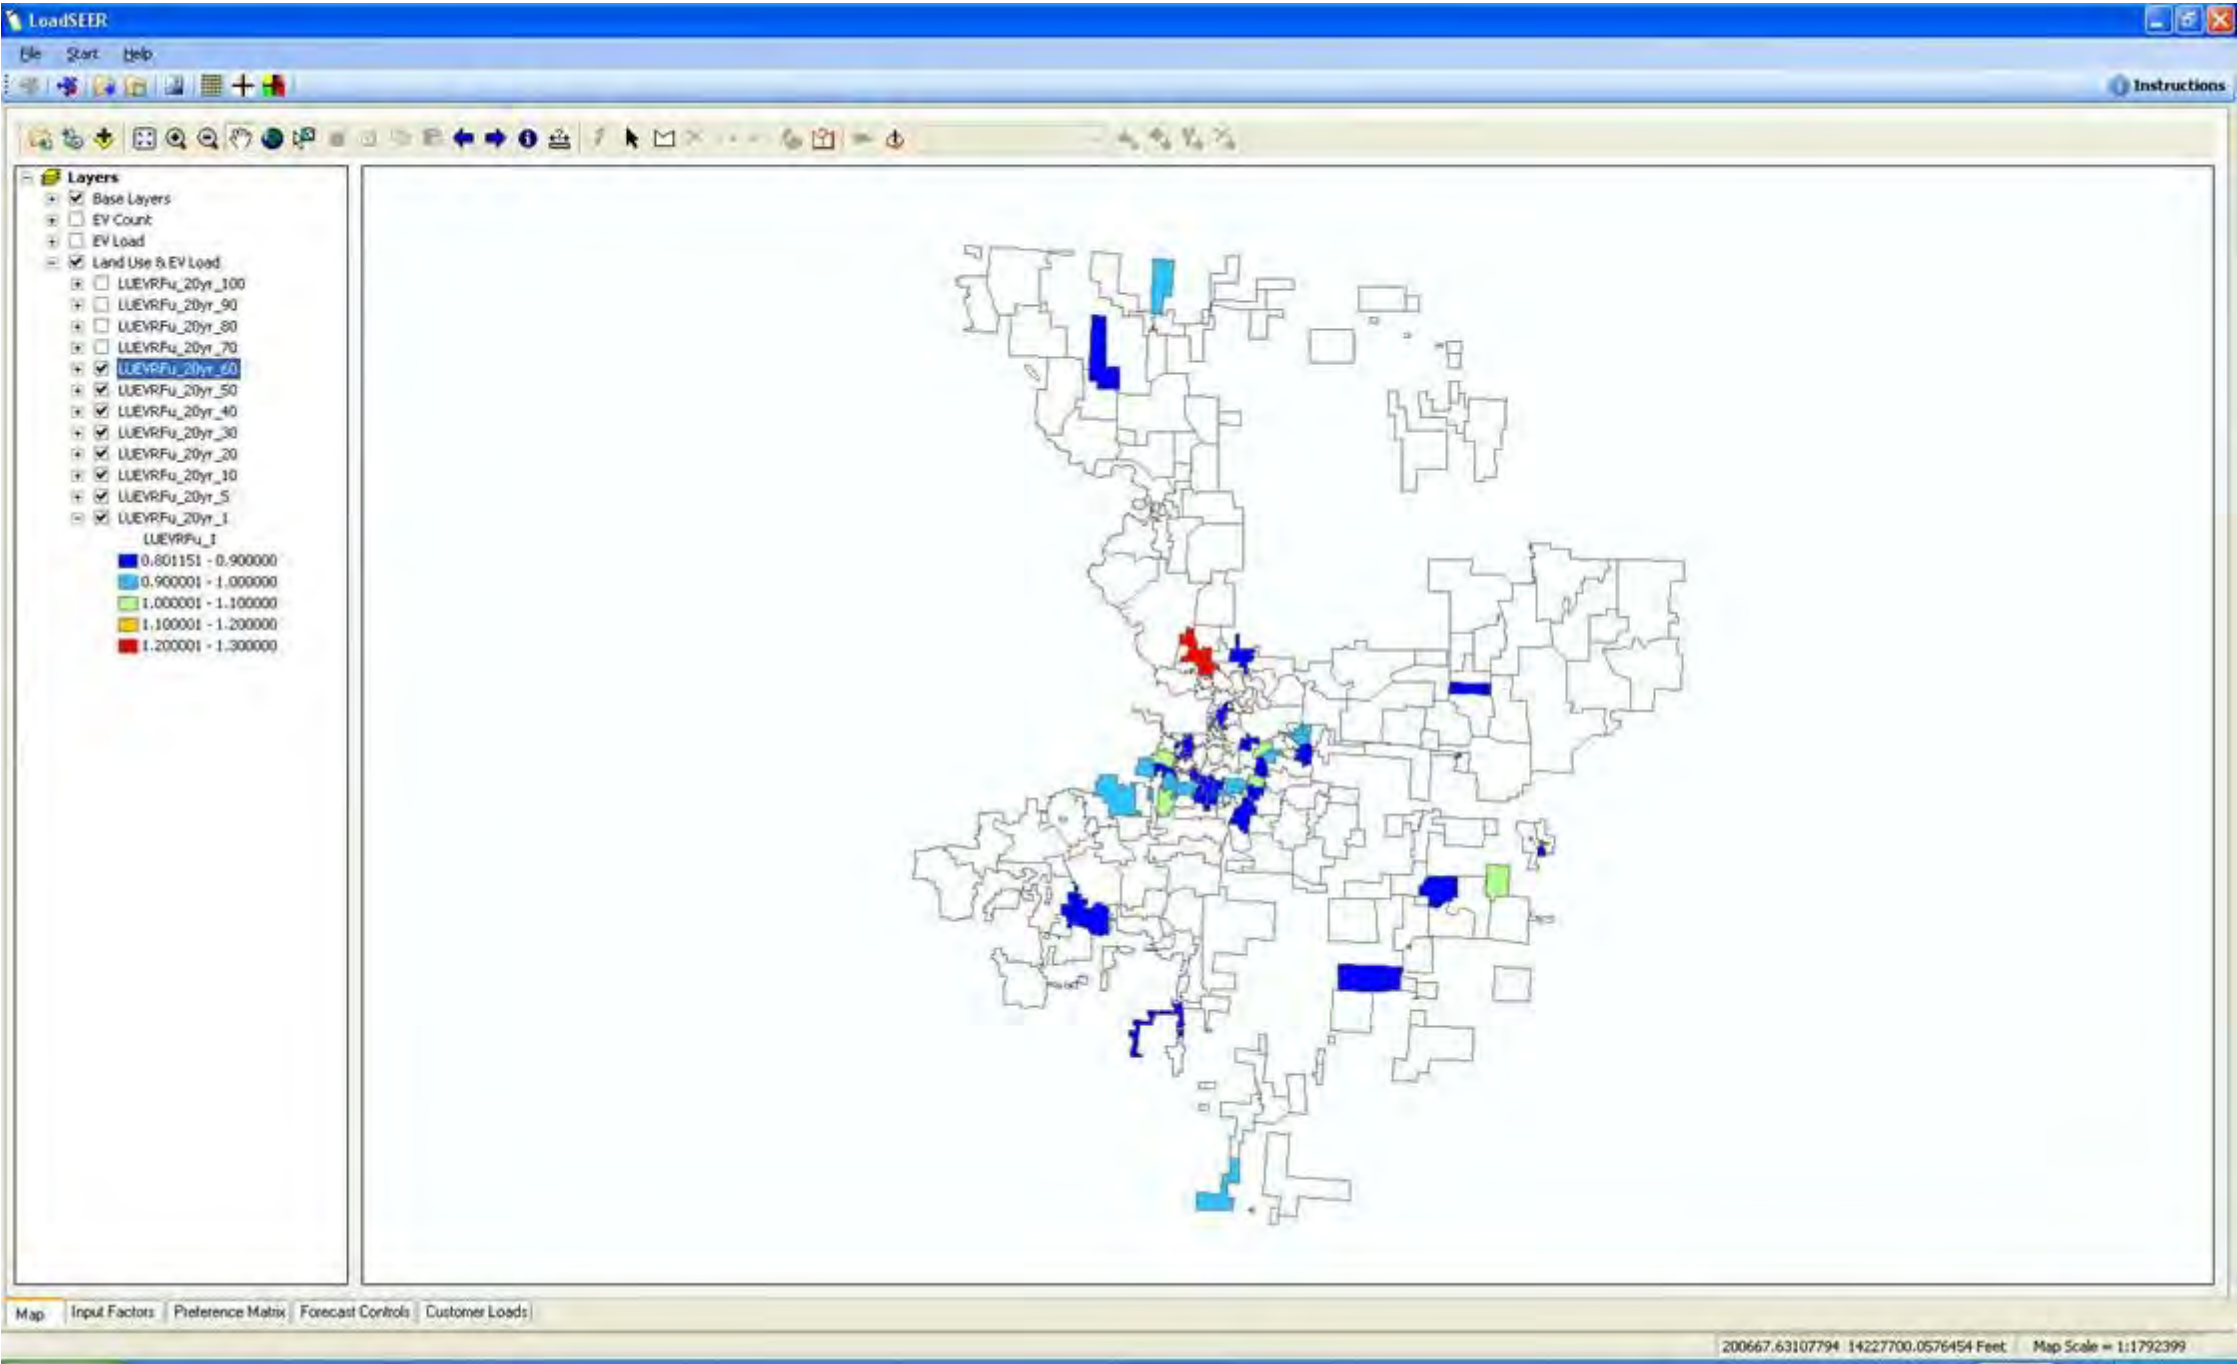 LoadSEER
File Start Help
Instructions
Layers
Base Layers
EV Count
EV Load
Land Use & EV Load
LUEVRFu_20yr_100
LUEVRFu_20yr_90
LUEVRFu_20yr_80
LUEVRFu_20yr_70
LUEVRFu_20yr_60
LUEVRFu_20yr_50
LUEVRFu_20yr_40
LUEVRFu_20yr_30
LUEVRFu_20yr_20
LUEVRFu_20yr_10
LUEVRFu_20yr_5
LUEVRFu_20yr_1
LUEVRFu_1
0.801151 - 0.900000
0.900001 - 1.000000
1.000001 - 1.100000
1.100001 - 1.200000
1.200001 - 1.300000
Map Input Factors Preference Matrix Forecast Controls Customer Loads
200667.63107794 14227700.0576454 Feet Map Scale = 1:1792399